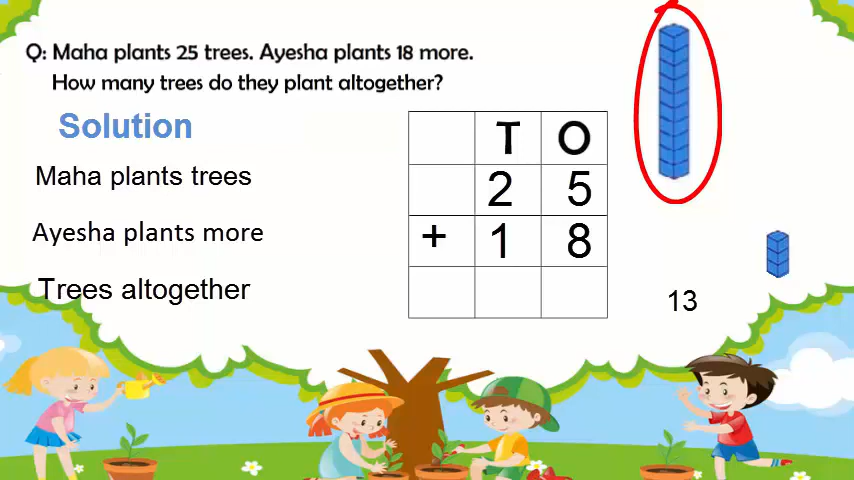 Q: Maha plants 25 trees. Ayesha plants 18 more.
How many trees do they plant altogether?
Solution
Maha plants trees
Ayesha plants more
Trees altogether
T O
2 5
+ 1 8
13